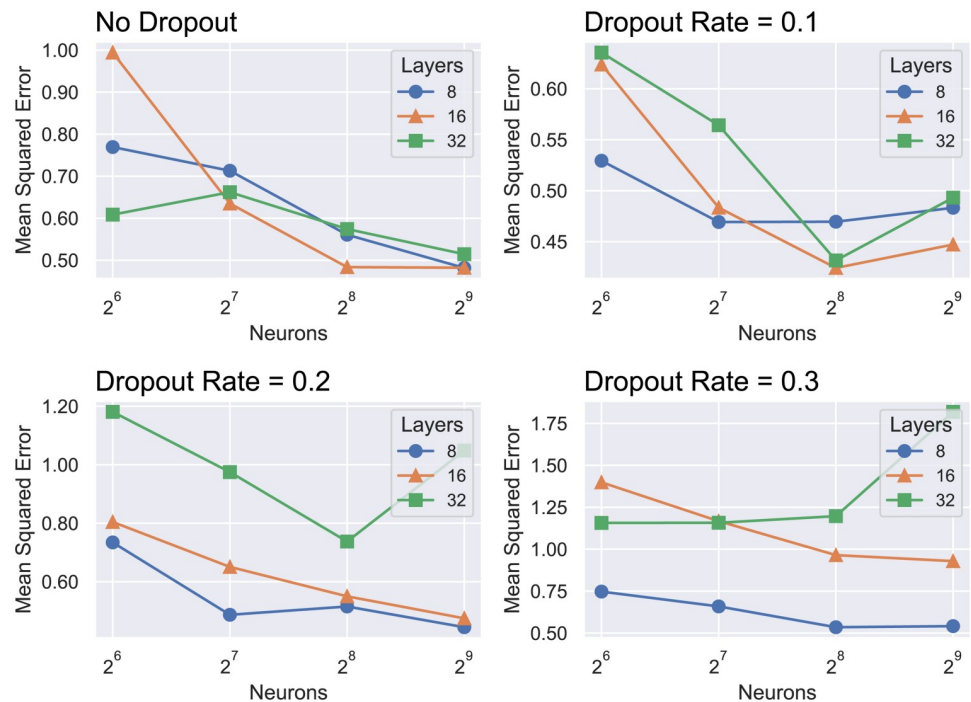 No Dropout
Mean Squared Error
1.00
0.90
0.80
0.70
0.60
0.50
Layers
8
16
32
2^6 2^7 2^8 2^9
Neurons
Dropout Rate = 0.1
Mean Squared Error
0.60
0.55
0.50
0.45
Layers
8
16
32
2^6 2^7 2^8 2^9
Neurons
Dropout Rate = 0.2
Mean Squared Error
1.20
1.00
0.80
0.60
Layers
8
16
32
2^6 2^7 2^8 2^9
Neurons
Dropout Rate = 0.3
Mean Squared Error
1.75
1.50
1.25
1.00
0.75
0.50
Layers
8
16
32
2^6 2^7 2^8 2^9
Neurons